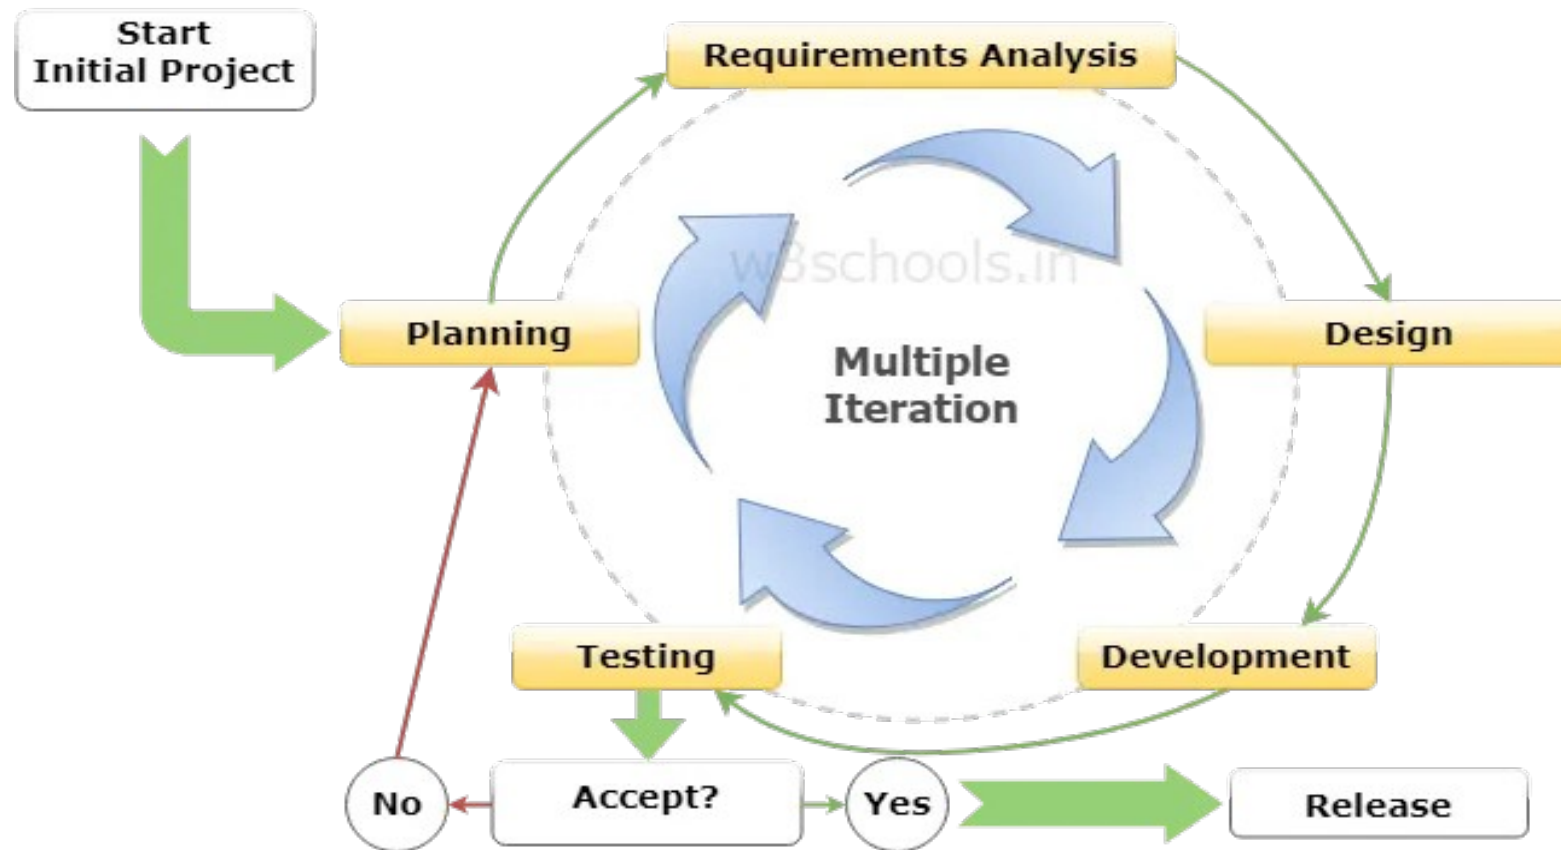 Start
Initial Project
Requirements Analysis
w3schools.in
Planning
Design
Multiple
Iteration
Testing
Development
No
Accept?
Yes
Release